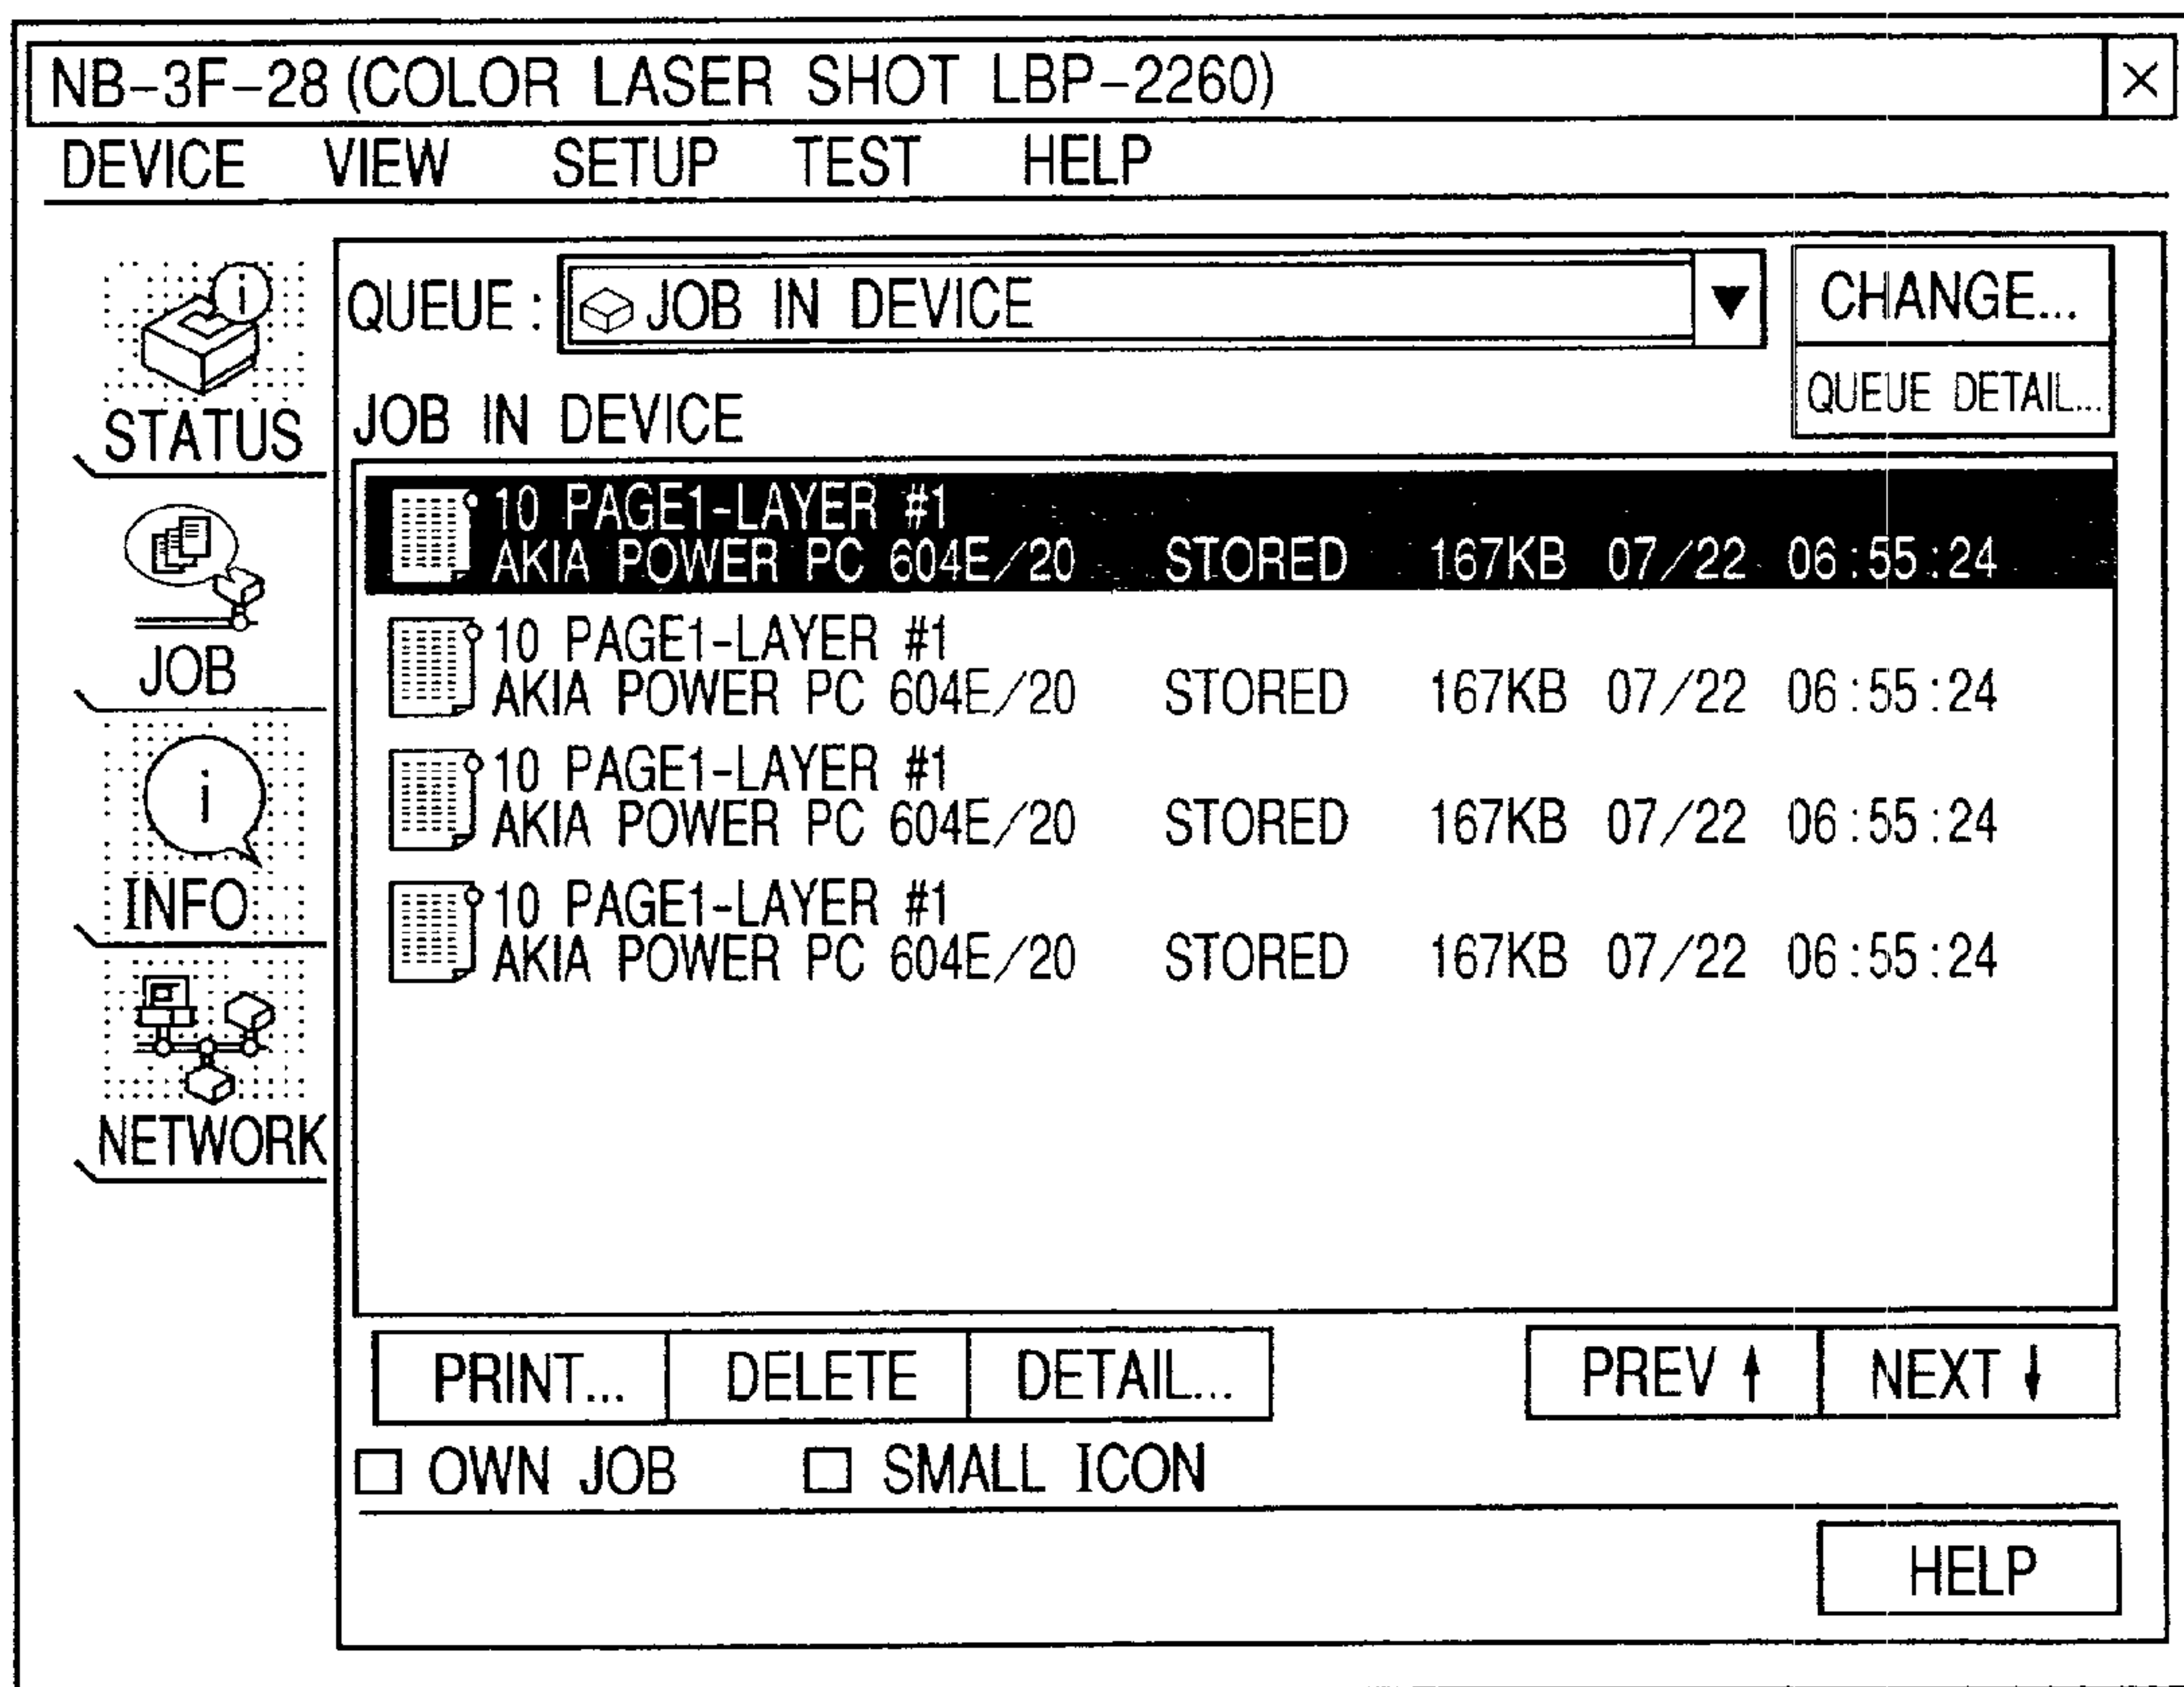 NB-3F-28 (COLOR LASER SHOT LBP-2260) ×
DEVICE VIEW SETUP TEST HELP
STATUS
JOB
INFO
NETWORK
QUEUE : JOB IN DEVICE ▼ CHANGE...
QUEUE DETAIL...
JOB IN DEVICE
10 PAGE1-LAYER #1
AKIA POWER PC 604E/20 STORED 167KB 07/22 06:55:24
10 PAGE1-LAYER #1
AKIA POWER PC 604E/20 STORED 167KB 07/22 06:55:24
10 PAGE1-LAYER #1
AKIA POWER PC 604E/20 STORED 167KB 07/22 06:55:24
10 PAGE1-LAYER #1
AKIA POWER PC 604E/20 STORED 167KB 07/22 06:55:24
PRINT... DELETE DETAIL... PREV ↑ NEXT ↓
OWN JOB SMALL ICON
HELP